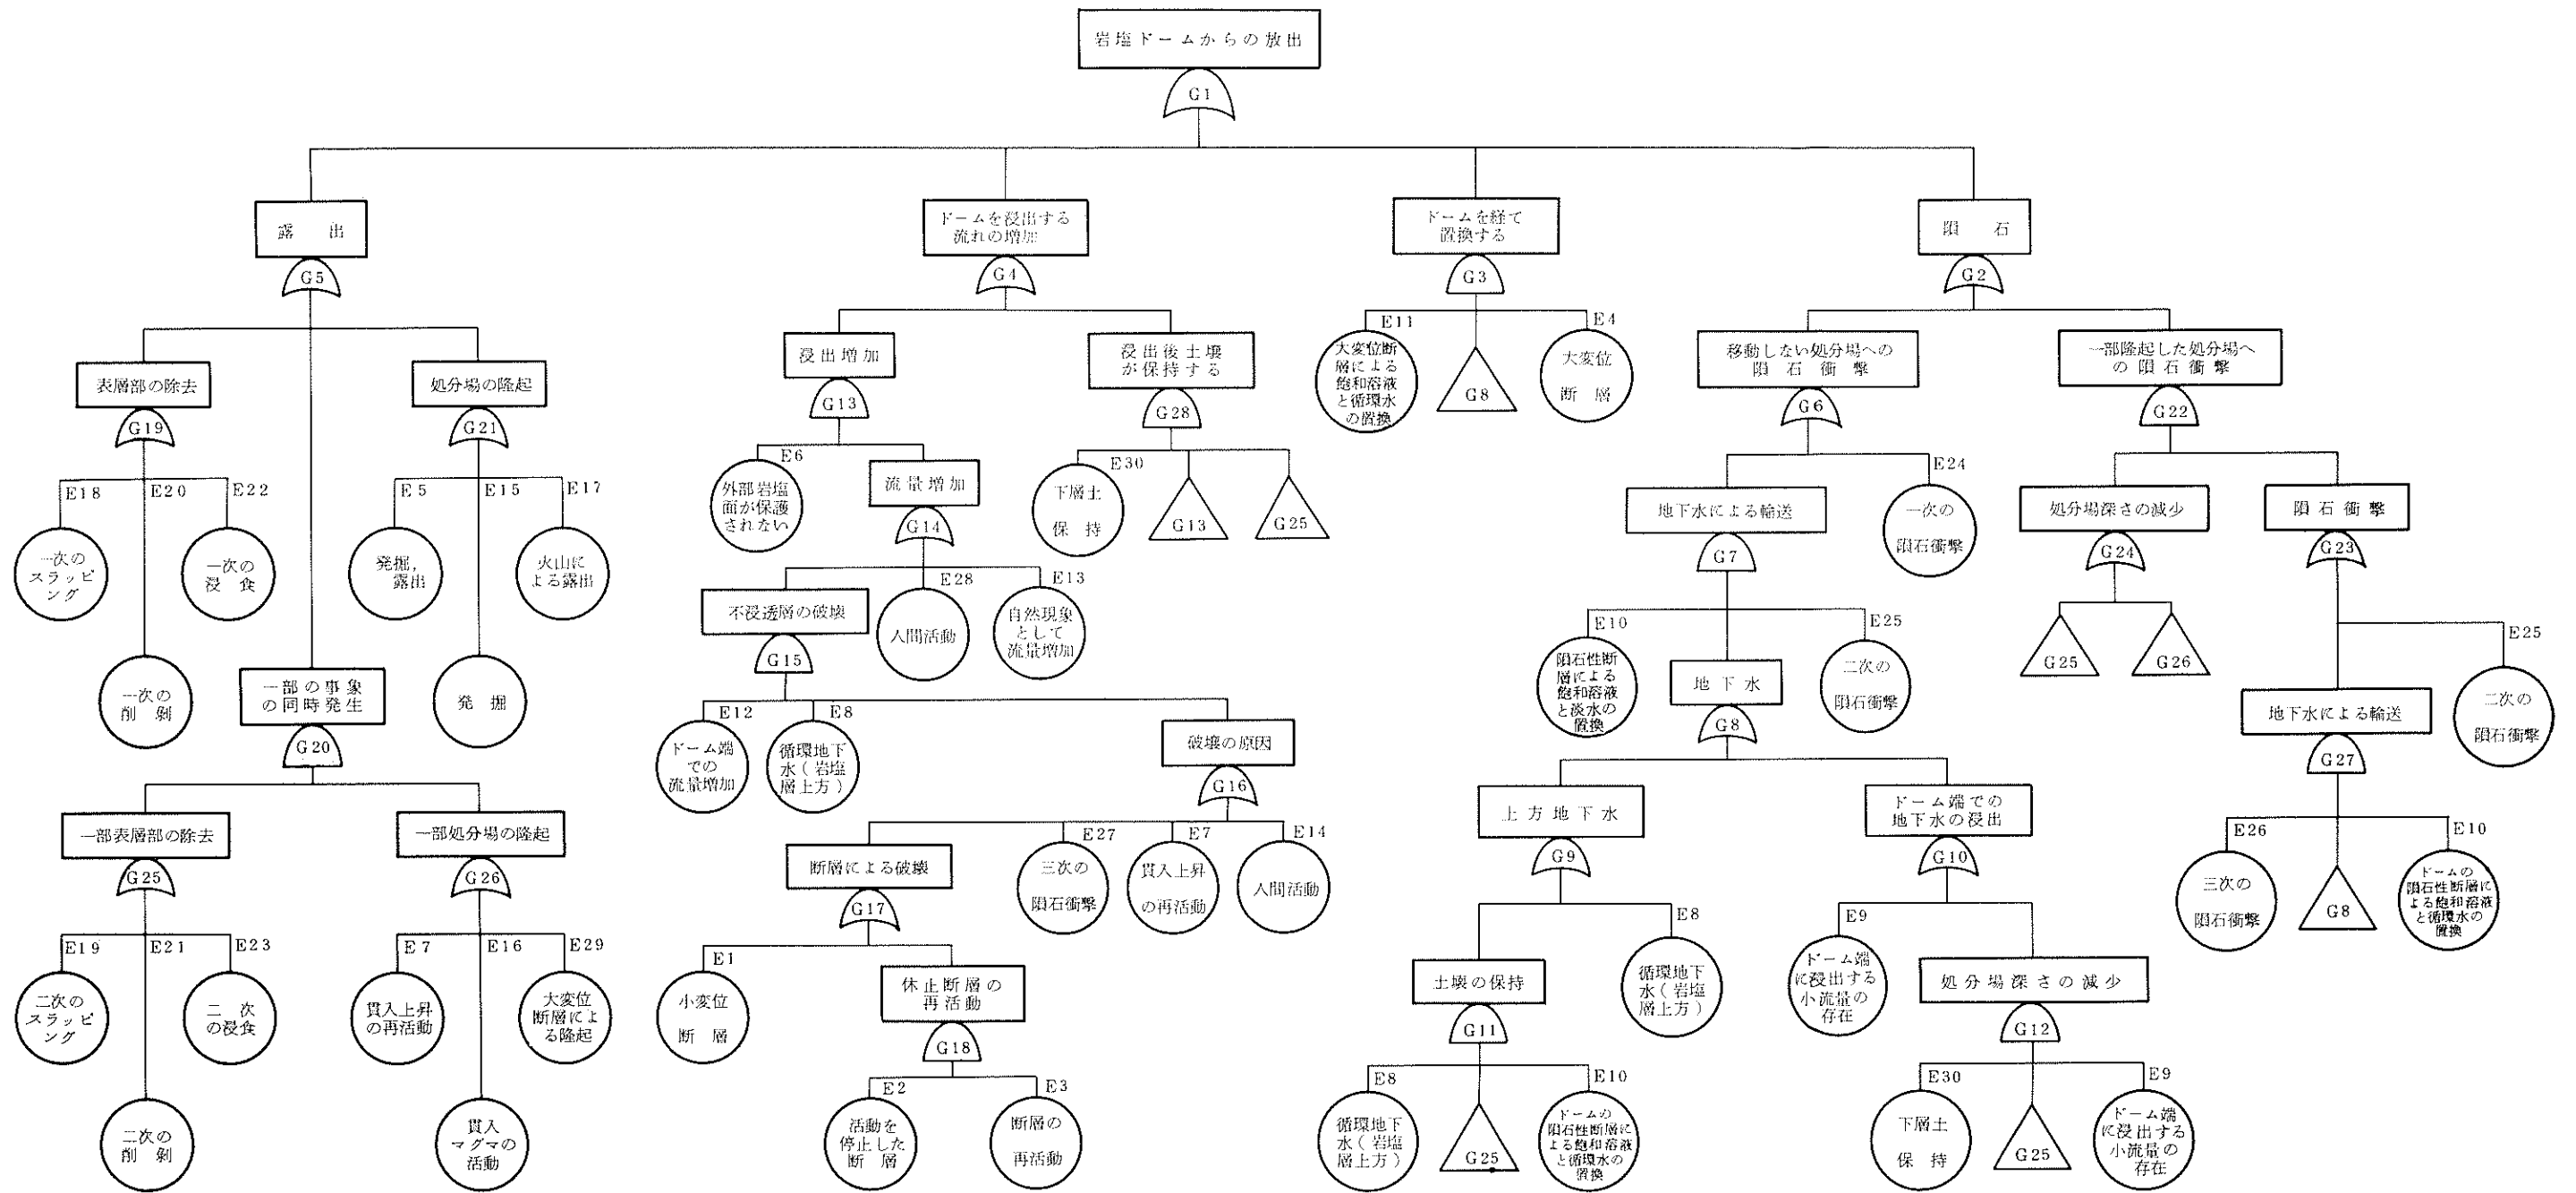 岩塩ドームからの放出
G1
露出
G5
表層部の除去
G19
E18
一次の
スラッピ
ング
E20
一次の
削剝
E22
一次の
浸食
処分場の隆起
G21
E5
発掘,
露出
E15
発掘
E17
火山に
よる露出
一部の事象
の同時発生
G20
一部表層部の除去
G25
E19
二次の
スラッピ
ング
E21
二次の
削剝
E23
二次
の浸食
一部処分場の隆起
G26
E7
貫入上昇
の再活動
E16
貫入
マグマの
活動
E29
大変位
断層によ
る隆起
ドームを浸出する
流れの増加
G4
浸出増加
G13
E6
外部岩塩
面が保護
されない
流量増加
G14
不浸透層の破壊
G15
E28
人間活動
E13
自然現象
として
流量増加
E12
ドーム端
での
流量増加
E8
循環地下
水(岩塩
層上方)
破壊の原因
G16
断層による破壊
G17
E27
三次の
隕石衝撃
E7
貫入上昇
の再活動
E14
人間活動
E1
小変位
断層
休止断層の
再活動
G18
E2
活動を
停止した
断層
E3
断層の
再活動
浸出後土壌
が保持する
G28
E30
下層土
保持
G13
G25
ドームを経て
置換する
G3
E11
大変位断
層による
飽和溶液
と循環水
の置換
G8
E4
大変位
断層
隕石
G2
移動しない処分場への
隕石衝撃
G6
地下水による輸送
G7
E24
一次の
隕石衝撃
E10
隕石性断
層による
飽和溶液
と淡水の
置換
地下水
G8
E25
二次の
隕石衝撃
上方地下水
G9
土壌の保持
G11
E8
循環地下
水(岩塩
層上方)
E8
循環地下
水(岩塩
層上方)
G25
E10
ドームの
隕石性断層に
よる飽和溶液
と循環水の
置換
ドーム端での
地下水の浸出
G10
E9
ドーム端
に浸出する
小流量の
存在
処分場深さの減少
G12
E30
下層土
保持
G25
E9
ドーム端
に浸出する
小流量の
存在
一部隆起した処分場へ
の隕石衝撃
G22
処分場深さの減少
G24
G25
G26
隕石衝撃
G23
地下水による輸送
G27
E25
二次の
隕石衝撃
E26
三次の
隕石衝撃
G8
E10
ドームの
隕石性断層に
よる飽和溶液
と循環水の
置換